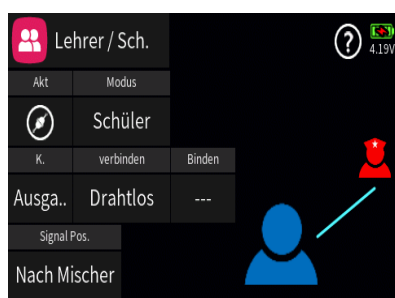 Lehrer / Sch.
?
4.19V
Akt Modus
Schüler
K. verbinden Binden
Ausga.. Drahtlos ---
Signal Pos.
Nach Mischer